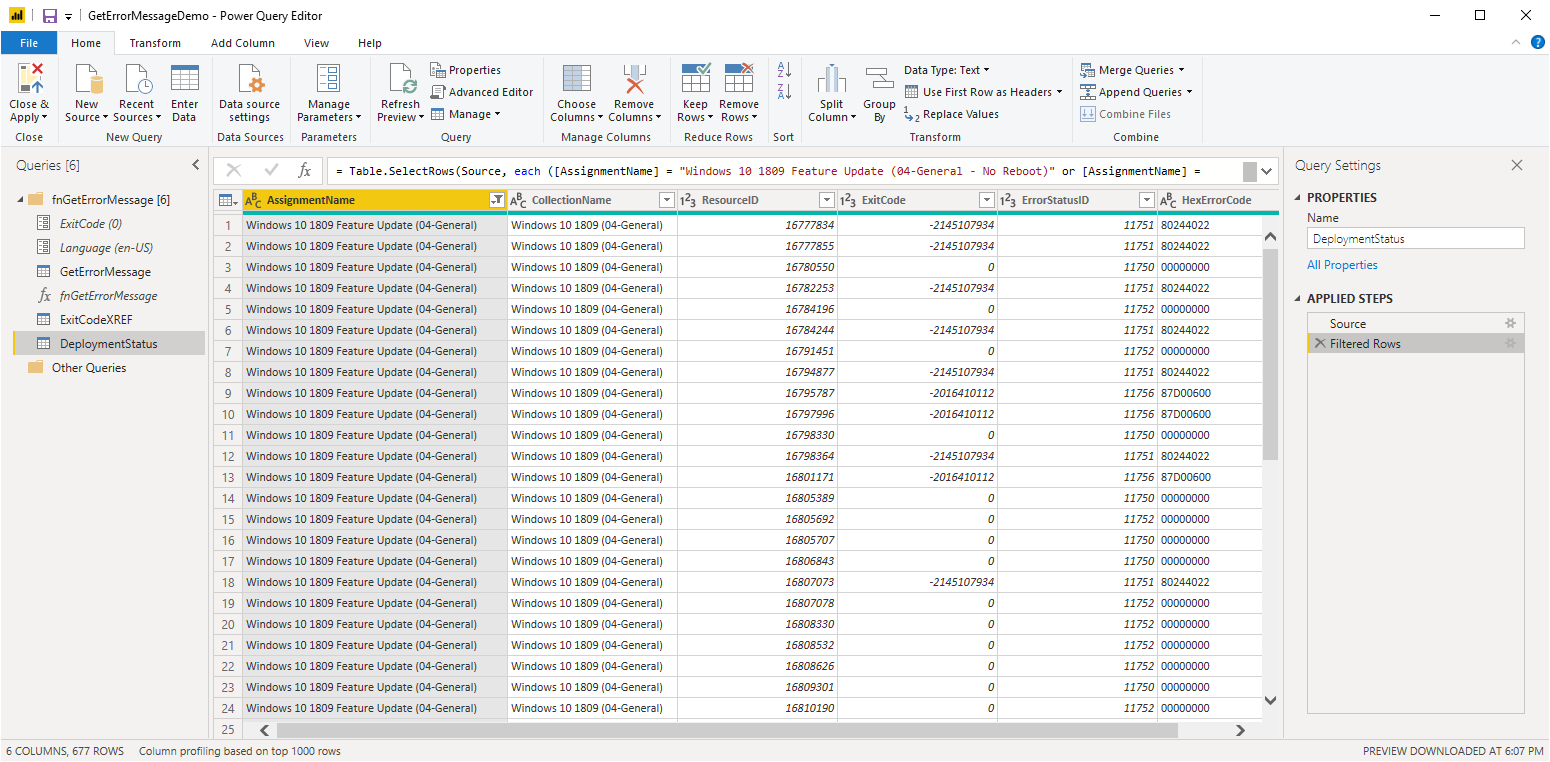 GetErrorMessageDemo - Power Query Editor
File Home Transform Add Column View Help
Close & Apply
New Source
Recent Sources
Enter Data
Data source settings
Manage Parameters
Refresh Preview
Properties
Advanced Editor
Manage
Choose Columns
Remove Columns
Keep Rows
Remove Rows
Split Column
Group By
Data Type: Text
Use First Row as Headers
Replace Values
Merge Queries
Append Queries
Combine Files
Close New Query Data Sources Parameters Query Manage Columns Reduce Rows Sort Transform Combine
Queries [6]
fnGetErrorMessage [6]
ExitCode (0)
Language (en-US)
GetErrorMessage
fnGetErrorMessage
ExitCodeXREF
DeploymentStatus
Other Queries
fx = Table.SelectRows(Source, each ([AssignmentName] = "Windows 10 1809 Feature Update (04-General - No Reboot)" or [AssignmentName] =
AssignmentName CollectionName ResourceID ExitCode ErrorStatusID HexErrorCode
1 Windows 10 1809 Feature Update (04-General) Windows 10 1809 (04-General) 16777834 -2145107934 11751 80244022
2 Windows 10 1809 Feature Update (04-General) Windows 10 1809 (04-General) 16777855 -2145107934 11751 80244022
3 Windows 10 1809 Feature Update (04-General) Windows 10 1809 (04-General) 16780550 0 11750 00000000
4 Windows 10 1809 Feature Update (04-General) Windows 10 1809 (04-General) 16782253 -2145107934 11751 80244022
5 Windows 10 1809 Feature Update (04-General) Windows 10 1809 (04-General) 16784196 0 11752 00000000
6 Windows 10 1809 Feature Update (04-General) Windows 10 1809 (04-General) 16784244 -2145107934 11751 80244022
7 Windows 10 1809 Feature Update (04-General) Windows 10 1809 (04-General) 16791451 0 11752 00000000
8 Windows 10 1809 Feature Update (04-General) Windows 10 1809 (04-General) 16794877 -2145107934 11751 80244022
9 Windows 10 1809 Feature Update (04-General) Windows 10 1809 (04-General) 16795787 -2016410112 11756 87D00600
10 Windows 10 1809 Feature Update (04-General) Windows 10 1809 (04-General) 16797996 -2016410112 11756 87D00600
11 Windows 10 1809 Feature Update (04-General) Windows 10 1809 (04-General) 16798330 0 11750 00000000
12 Windows 10 1809 Feature Update (04-General) Windows 10 1809 (04-General) 16798364 -2145107934 11751 80244022
13 Windows 10 1809 Feature Update (04-General) Windows 10 1809 (04-General) 16801171 -2016410112 11756 87D00600
14 Windows 10 1809 Feature Update (04-General) Windows 10 1809 (04-General) 16805389 0 11750 00000000
15 Windows 10 1809 Feature Update (04-General) Windows 10 1809 (04-General) 16805692 0 11752 00000000
16 Windows 10 1809 Feature Update (04-General) Windows 10 1809 (04-General) 16805707 0 11750 00000000
17 Windows 10 1809 Feature Update (04-General) Windows 10 1809 (04-General) 16806843 0 11750 00000000
18 Windows 10 1809 Feature Update (04-General) Windows 10 1809 (04-General) 16807073 -2145107934 11751 80244022
19 Windows 10 1809 Feature Update (04-General) Windows 10 1809 (04-General) 16807078 0 11752 00000000
20 Windows 10 1809 Feature Update (04-General) Windows 10 1809 (04-General) 16808330 0 11752 00000000
21 Windows 10 1809 Feature Update (04-General) Windows 10 1809 (04-General) 16808532 0 11752 00000000
22 Windows 10 1809 Feature Update (04-General) Windows 10 1809 (04-General) 16808626 0 11752 00000000
23 Windows 10 1809 Feature Update (04-General) Windows 10 1809 (04-General) 16809301 0 11750 00000000
24 Windows 10 1809 Feature Update (04-General) Windows 10 1809 (04-General) 16810190 0 11752 00000000
25
Query Settings
PROPERTIES
Name
DeploymentStatus
All Properties
APPLIED STEPS
Source
Filtered Rows
6 COLUMNS, 677 ROWS Column profiling based on top 1000 rows PREVIEW DOWNLOADED AT 6:07 PM